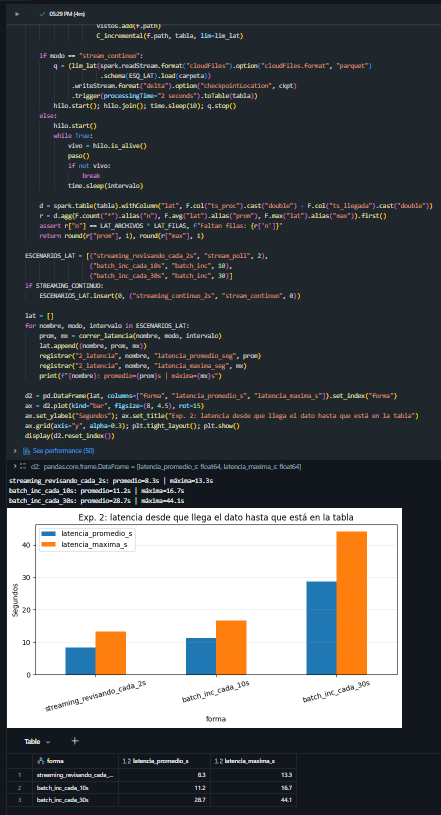 05:29 PM (4m)
vistos.add(f.path)
C_incremental(f.path, tabla, lim=lim_lat)
if modo == "stream_continuo":
q = (lim_lat(spark.readStream.format("cloudFiles").option("cloudFiles.format", "parquet")
.schema(ESQ_LAT).load(carpeta))
.writeStream.format("delta").option("checkpointLocation", ckpt)
.trigger(processingTime="2 seconds").toTable(tabla))
hilo.start(); hilo.join(); time.sleep(10); q.stop()
else:
hilo.start()
while True:
vivo = hilo.is_alive()
paso()
if not vivo:
break
time.sleep(intervalo)
d = spark.table(tabla).withColumn("lat", F.col("ts_proc").cast("double") - F.col("ts_llegada").cast("double"))
r = d.agg(F.count("*").alias("n"), F.avg("lat").alias("prom"), F.max("lat").alias("max")).first()
assert r["n"] == LAT_ARCHIVOS * LAT_FILAS, f"Faltan filas: {r['n']}"
return round(r["prom"], 1), round(r["max"], 1)
ESCENARIOS_LAT = [("streaming_revisando_cada_2s", "stream_poll", 2),
("batch_inc_cada_10s", "batch_inc", 10),
("batch_inc_cada_30s", "batch_inc", 30)]
if STREAMING_CONTINUO:
ESCENARIOS_LAT.insert(0, ("streaming_continuo_2s", "stream_continuo", 0))
lat = []
for nombre, modo, intervalo in ESCENARIOS_LAT:
prom, mx = correr_latencia(nombre, modo, intervalo)
lat.append((nombre, prom, mx))
registrar("2_latencia", nombre, "latencia_promedio_seg", prom)
registrar("2_latencia", nombre, "latencia_maxima_seg", mx)
print(f"{nombre}: promedio={prom}s | máxima={mx}s")
d2 = pd.DataFrame(lat, columns=["forma", "latencia_promedio_s", "latencia_maxima_s"]).set_index("forma")
ax = d2.plot(kind="bar", figsize=(8, 4.5), rot=15)
ax.set_ylabel("Segundos"); ax.set_title("Exp. 2: latencia desde que llega el dato hasta que está en la tabla")
ax.grid(axis="y", alpha=0.3); plt.tight_layout(); plt.show()
display(d2.reset_index())
See performance (50)
d2: pandas.core.frame.DataFrame = [latencia_promedio_s: float64, latencia_maxima_s: float64]
streaming_revisando_cada_2s: promedio=8.3s | máxima=13.3s
batch_inc_cada_10s: promedio=11.2s | máxima=16.7s
batch_inc_cada_30s: promedio=28.7s | máxima=44.1s
Exp. 2: latencia desde que llega el dato hasta que está en la tabla
latencia_promedio_s
latencia_maxima_s
40
30
20
10
0
Segundos
streaming_revisando_cada_2s
batch_inc_cada_10s
batch_inc_cada_30s
forma
Table
forma 1.2 latencia_promedio_s 1.2 latencia_maxima_s
1 streaming_revisando_cada_... 8.3 13.3
2 batch_inc_cada_10s 11.2 16.7
3 batch_inc_cada_30s 28.7 44.1